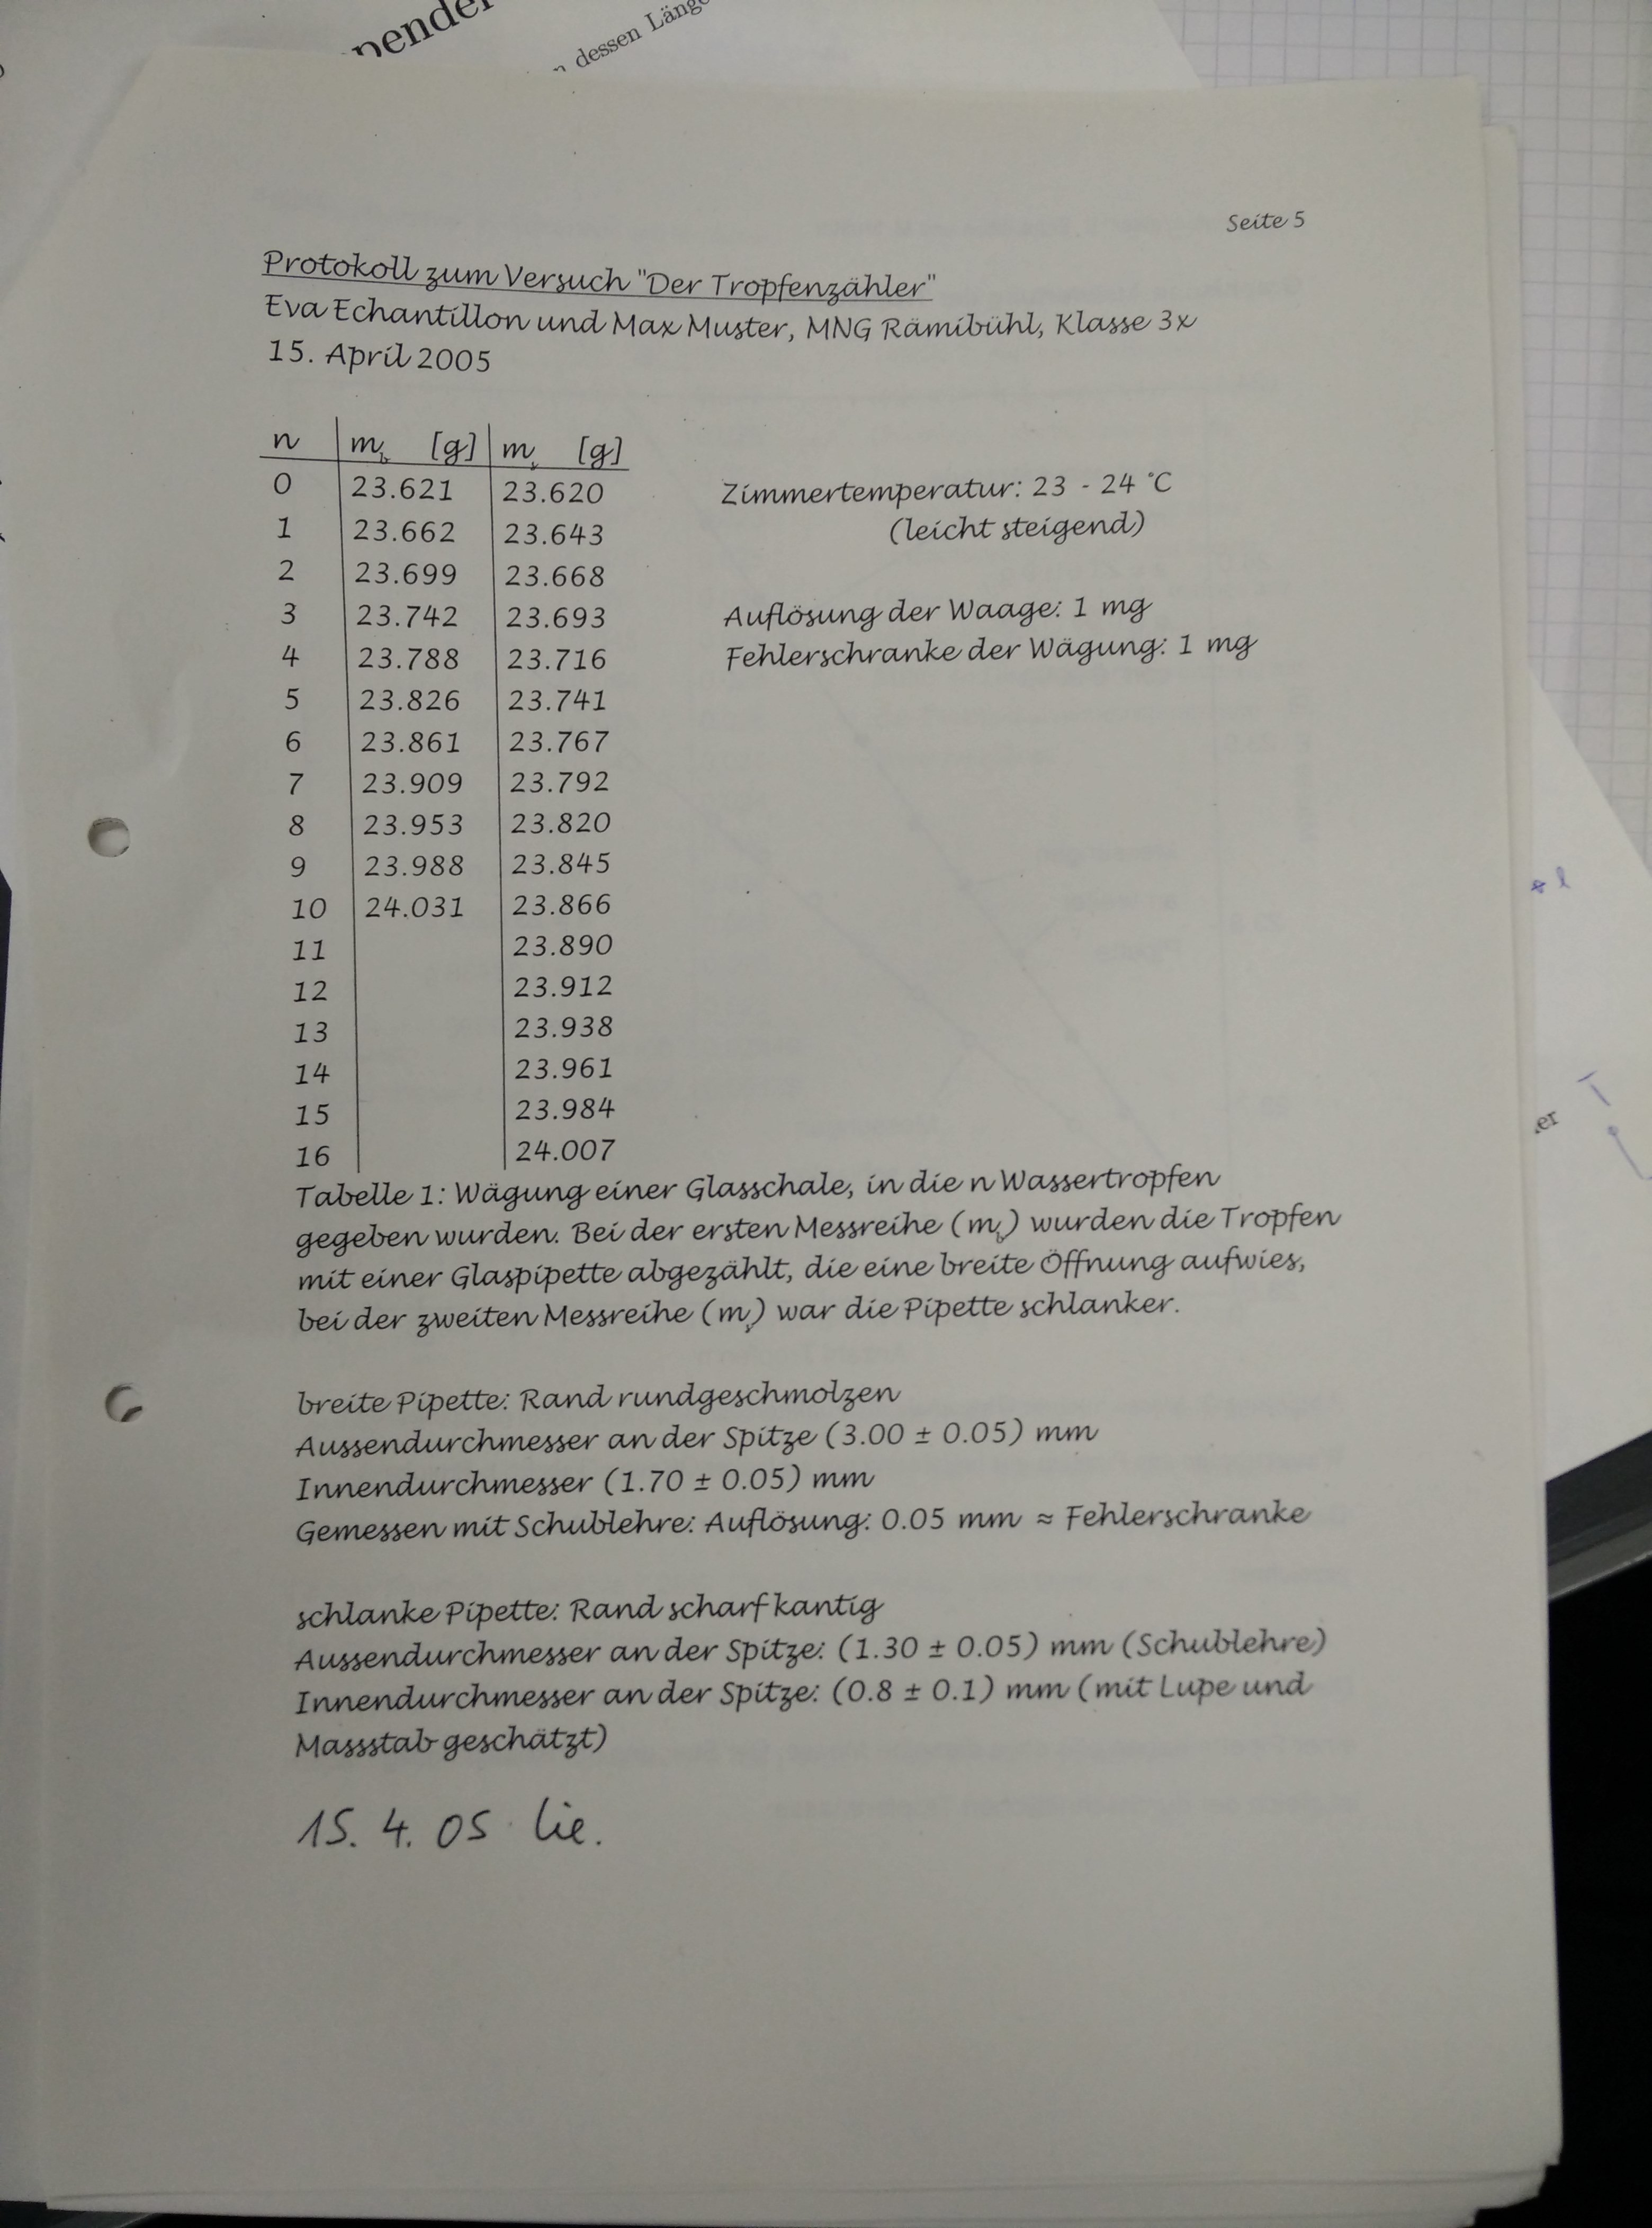 dessen Länge
Seite 5
Protokoll zum Versuch "Der Tropfenzähler"
Eva Echantillon und Max Muster, MNG Rämibühl, Klasse 3x
15. April 2005
n m_b [g] m_s [g]
0 23.621 23.620
1 23.662 23.643
2 23.699 23.668
3 23.742 23.693
4 23.788 23.716
5 23.826 23.741
6 23.861 23.767
7 23.909 23.792
8 23.953 23.820
9 23.988 23.845
10 24.031 23.866
11 23.890
12 23.912
13 23.938
14 23.961
15 23.984
16 24.007
Zimmertemperatur: 23 - 24 °C
(leicht steigend)
Auflösung der Waage: 1 mg
Fehlerschranke der Wägung: 1 mg
Tabelle 1: Wägung einer Glasschale, in die n Wassertropfen
gegeben wurden. Bei der ersten Messreihe (m_b) wurden die Tropfen
mit einer Glaspipette abgezählt, die eine breite Öffnung aufwies,
bei der zweiten Messreihe (m_s) war die Pipette schlanker.
breite Pipette: Rand rundgeschmolzen
Aussendurchmesser an der Spitze (3.00 ± 0.05) mm
Innendurchmesser (1.70 ± 0.05) mm
Gemessen mit Schublehre: Auflösung: 0.05 mm ≈ Fehlerschranke
schlanke Pipette: Rand scharfkantig
Aussendurchmesser an der Spitze: (1.30 ± 0.05) mm (Schublehre)
Innendurchmesser an der Spitze: (0.8 ± 0.1) mm (mit Lupe und
Massstab geschätzt)
15. 4. 05 lie.